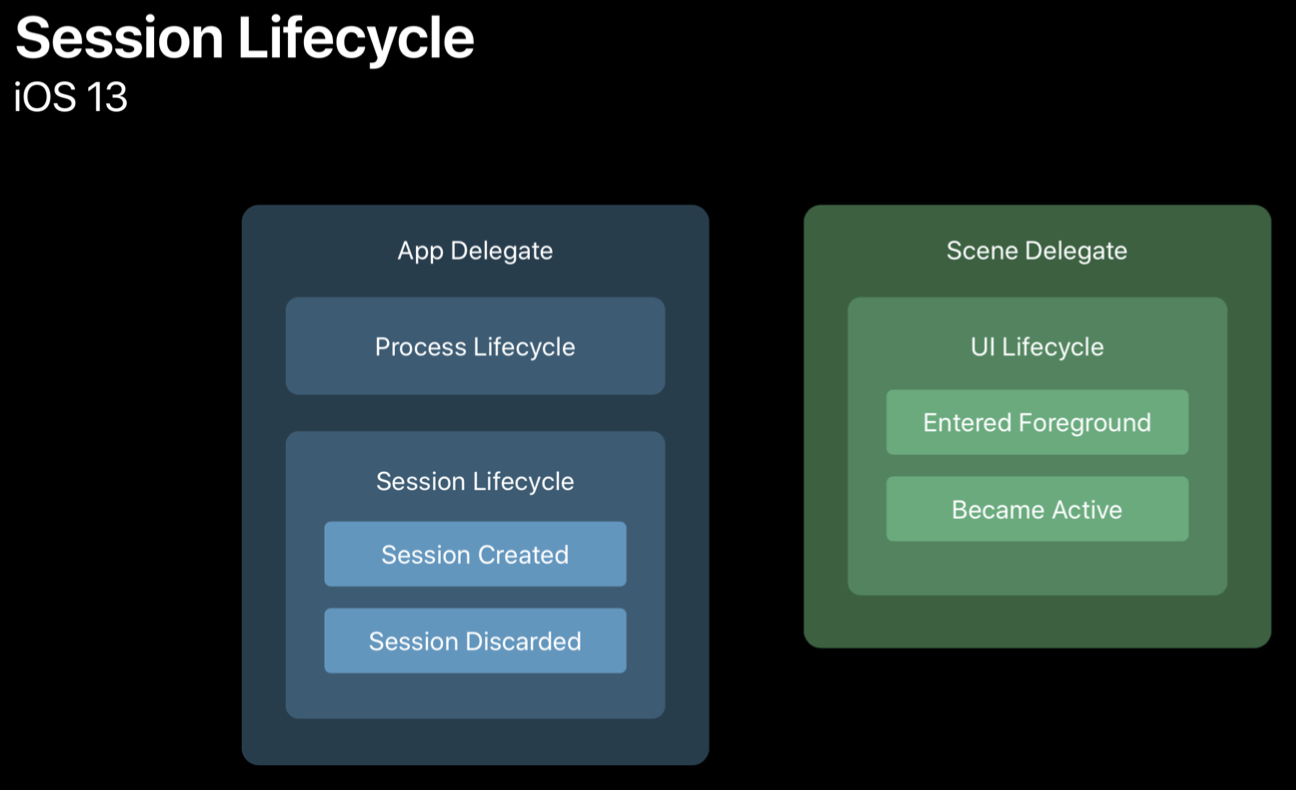 Session Lifecycle
iOS 13
App Delegate
Process Lifecycle
Session Lifecycle
Session Created
Session Discarded
Scene Delegate
UI Lifecycle
Entered Foreground
Became Active